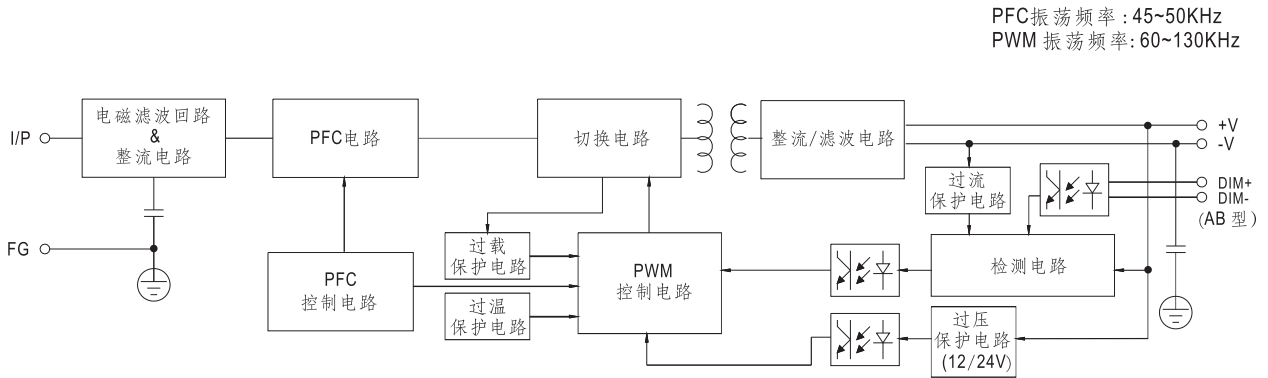 PFC振荡频率：45~50KHz
PWM 振荡频率：60~130KHz
I/P
电磁滤波回路
&
整流电路
PFC电路
切换电路
整流/滤波电路
+V
-V
DIM+
DIM-
(AB 型)
过流
保护电路
FG
过载
保护电路
PFC
控制电路
PWM
控制电路
检测电路
过温
保护电路
过压
保护电路
(12/24V)